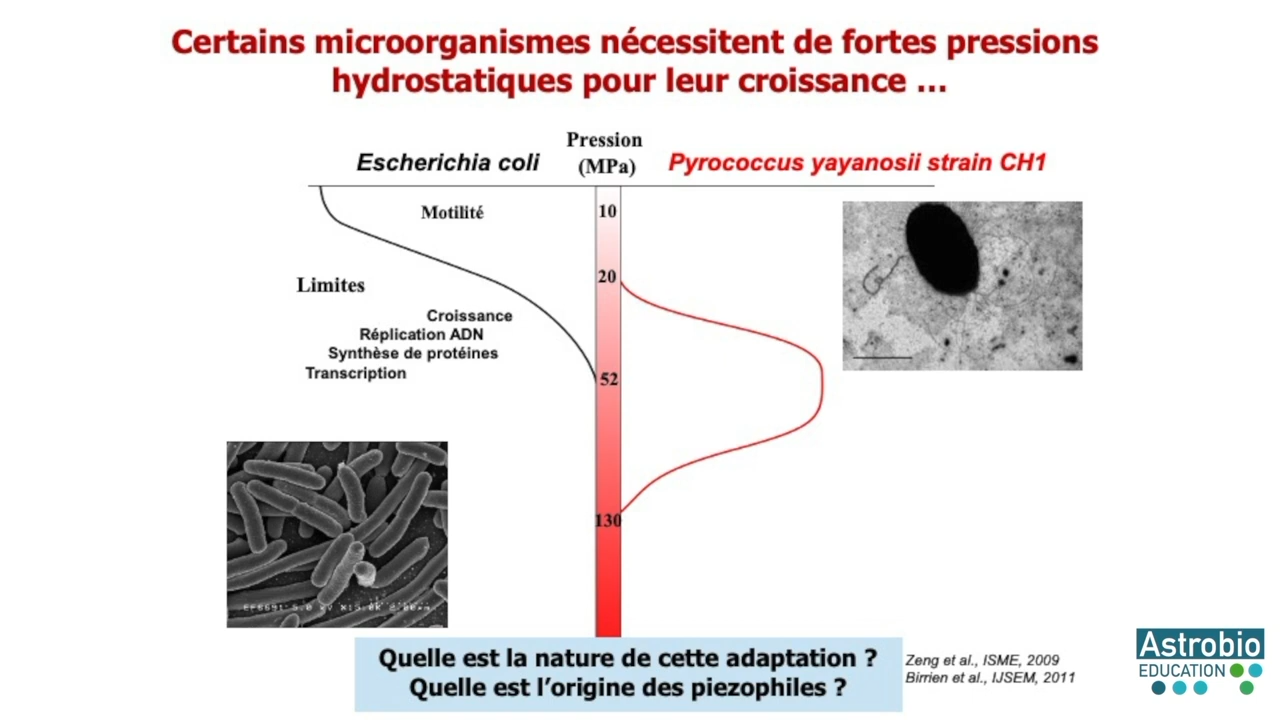 Certains microorganismes nécessitent de fortes pressions
hydrostatiques pour leur croissance ...
Pression
(MPa)
Escherichia coli
Pyrococcus yayanosii strain CH1
Motilité
10
20
Limites
Croissance
Réplication ADN
Synthèse de protéines
Transcription
52
130
Quelle est la nature de cette adaptation ?
Quelle est l'origine des piezophiles ?
Zeng et al., ISME, 2009
Birrien et al., IJSEM, 2011
Astrobio
EDUCATION